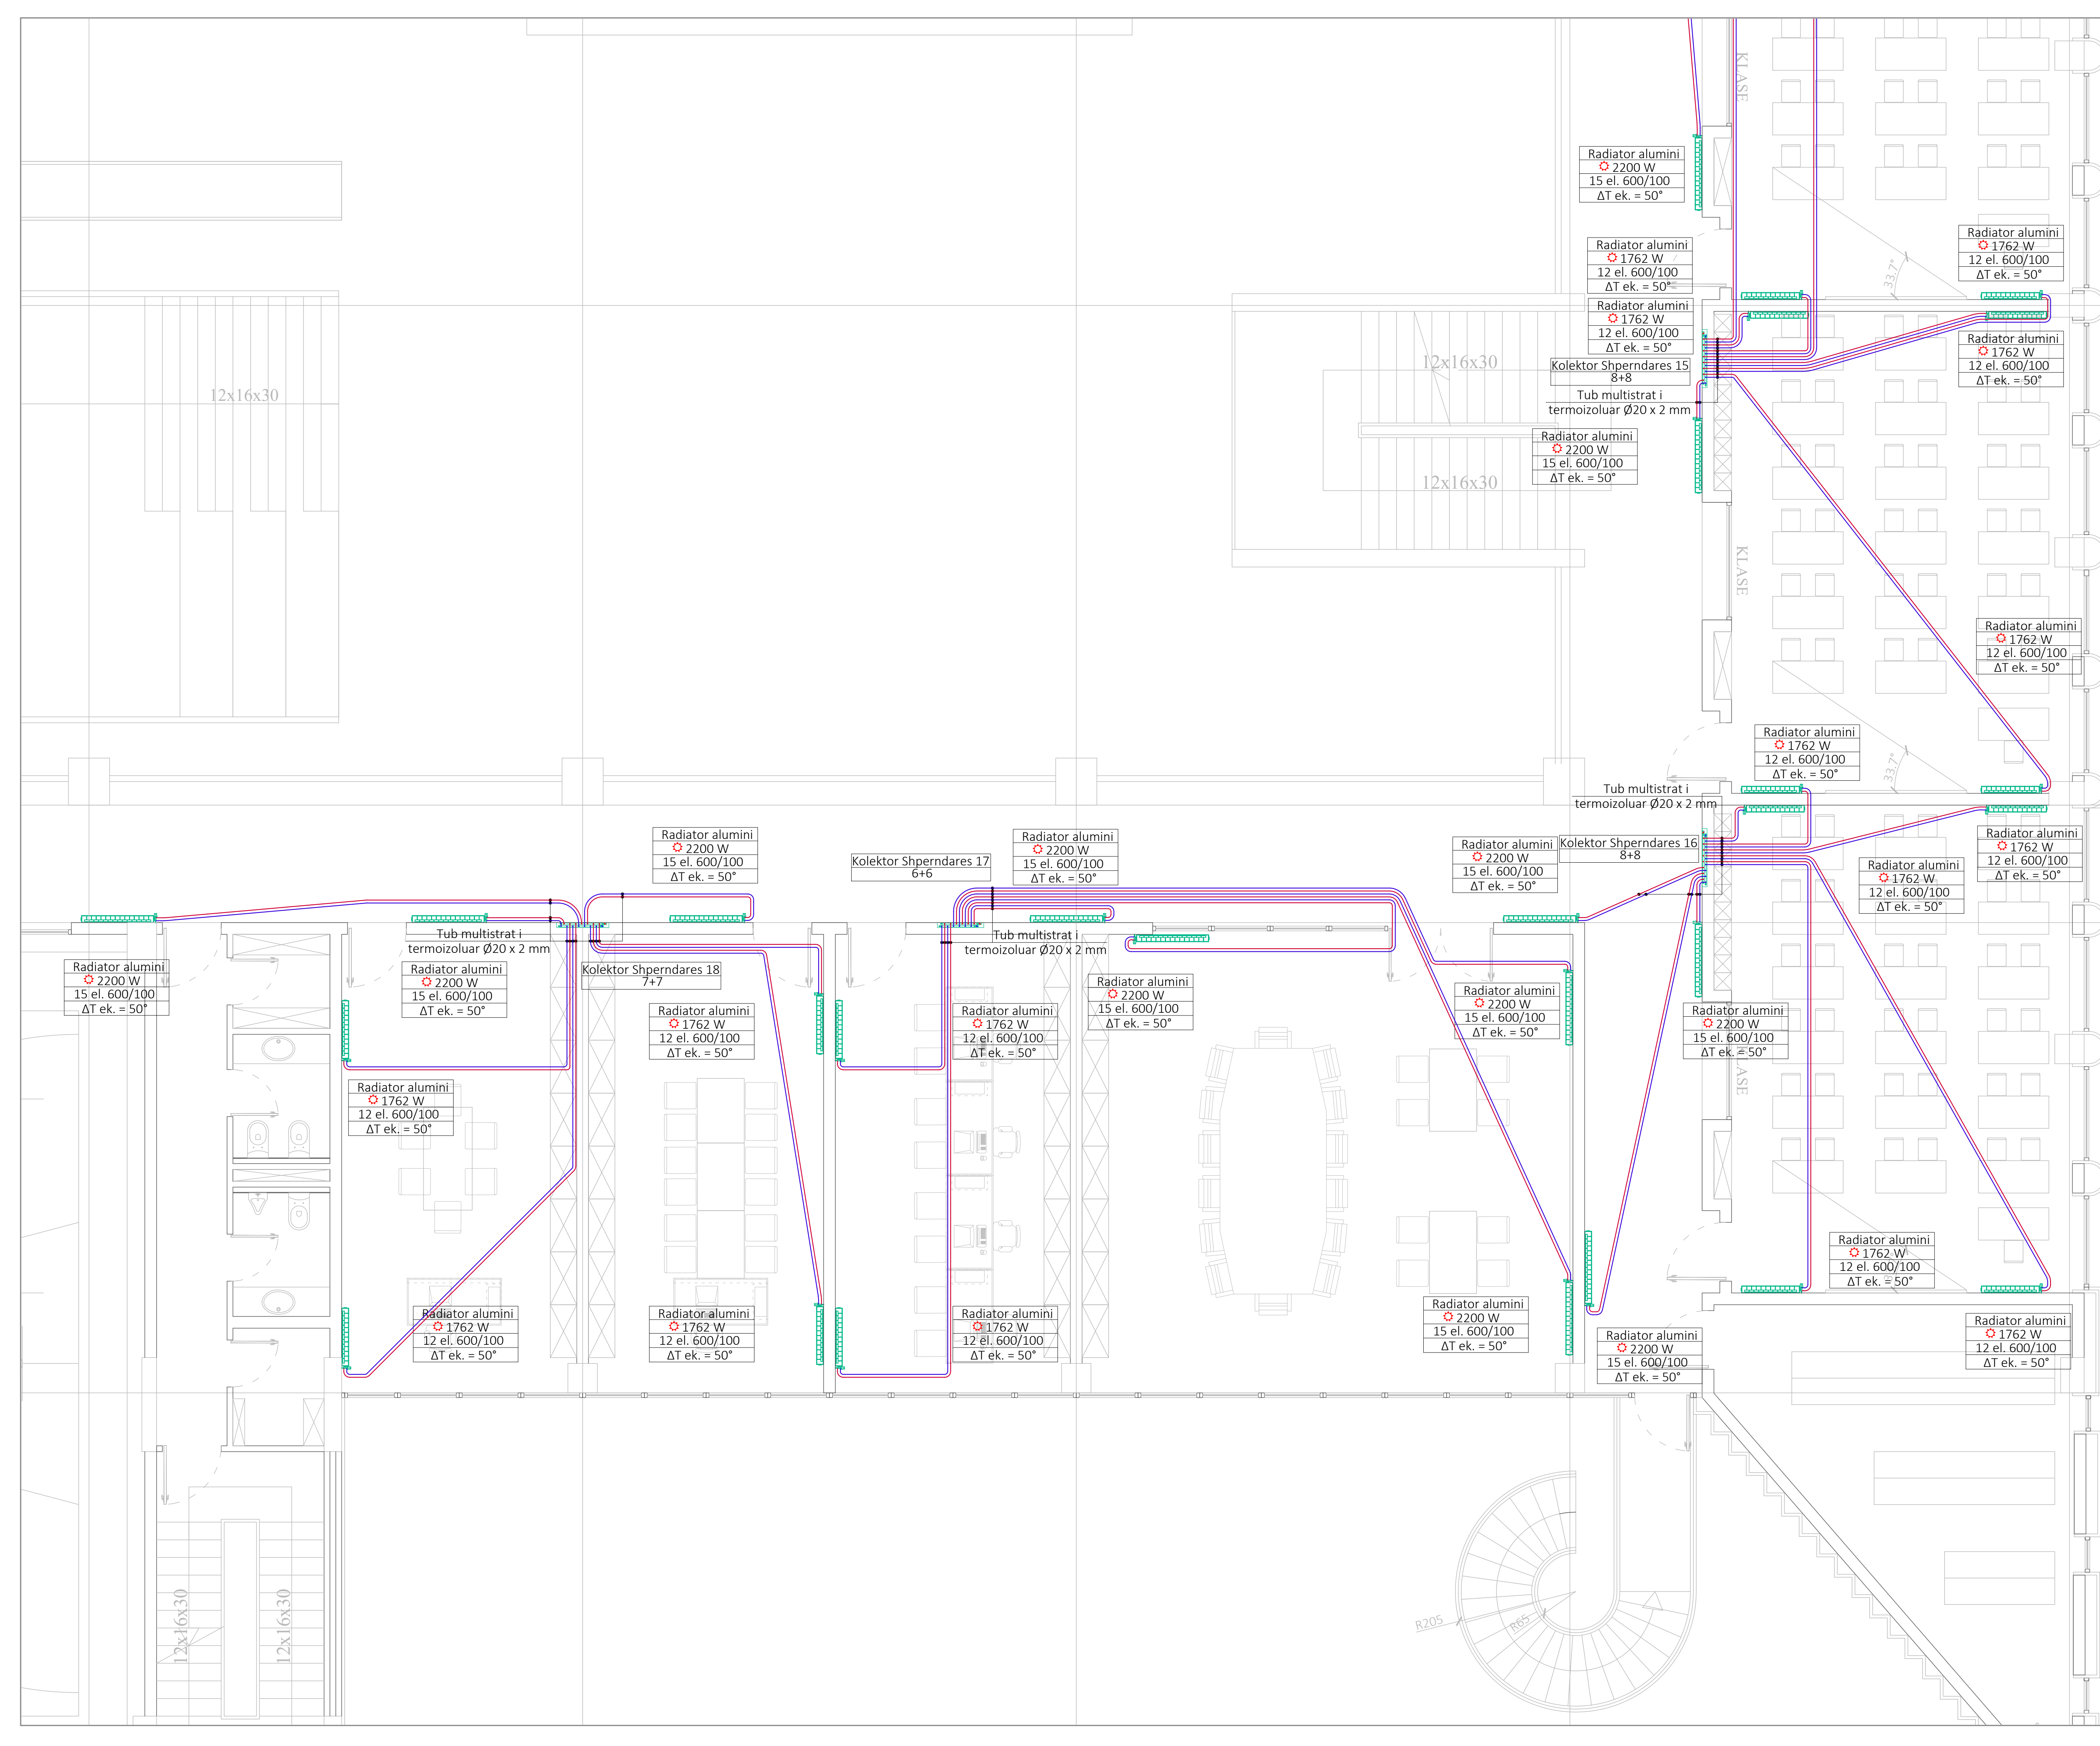 KLASE
Radiator alumini
2200 W
15 el. 600/100
ΔT ek. = 50°
Radiator alumini
1762 W
12 el. 600/100
ΔT ek. = 50°
33.7°
Radiator alumini
1762 W
12 el. 600/100
ΔT ek. = 50°
Radiator alumini
1762 W
12 el. 600/100
ΔT ek. = 50°
Radiator alumini
1762 W
12 el. 600/100
ΔT ek. = 50°
12x16x30
12x16x30
Kolektor Shperndares 15
8+8
Tub multistrat i
termoizoluar Ø20 x 2 mm
Radiator alumini
2200 W
15 el. 600/100
ΔT ek. = 50°
12x16x30
KLASE
Radiator alumini
1762 W
12 el. 600/100
ΔT ek. = 50°
Radiator alumini
1762 W
12 el. 600/100
ΔT ek. = 50°
33.7°
Tub multistrat i
termoizoluar Ø20 x 2 mm
Radiator alumini
2200 W
15 el. 600/100
ΔT ek. = 50°
Kolektor Shperndares 17
6+6
Radiator alumini
2200 W
15 el. 600/100
ΔT ek. = 50°
Radiator alumini
2200 W
15 el. 600/100
ΔT ek. = 50°
Kolektor Shperndares 16
8+8
Radiator alumini
1762 W
12 el. 600/100
ΔT ek. = 50°
Radiator alumini
1762 W
12 el. 600/100
ΔT ek. = 50°
Tub multistrat i
termoizoluar Ø20 x 2 mm
Tub multistrat i
termoizoluar Ø20 x 2 mm
Radiator alumini
2200 W
15 el. 600/100
ΔT ek. = 50°
Radiator alumini
2200 W
15 el. 600/100
ΔT ek. = 50°
Kolektor Shperndares 18
7+7
Radiator alumini
2200 W
15 el. 600/100
ΔT ek. = 50°
Radiator alumini
2200 W
15 el. 600/100
ΔT ek. = 50°
Radiator alumini
1762 W
12 el. 600/100
ΔT ek. = 50°
Radiator alumini
1762 W
12 el. 600/100
ΔT ek. = 50°
Radiator alumini
2200 W
15 el. 600/100
ΔT ek. = 50°
KLASE
Radiator alumini
1762 W
12 el. 600/100
ΔT ek. = 50°
Radiator alumini
1762 W
12 el. 600/100
ΔT ek. = 50°
Radiator alumini
1762 W
12 el. 600/100
ΔT ek. = 50°
Radiator alumini
1762 W
12 el. 600/100
ΔT ek. = 50°
Radiator alumini
1762 W
12 el. 600/100
ΔT ek. = 50°
Radiator alumini
2200 W
15 el. 600/100
ΔT ek. = 50°
Radiator alumini
2200 W
15 el. 600/100
ΔT ek. = 50°
Radiator alumini
1762 W
12 el. 600/100
ΔT ek. = 50°
12x16x30
12x16x30
R205
R65